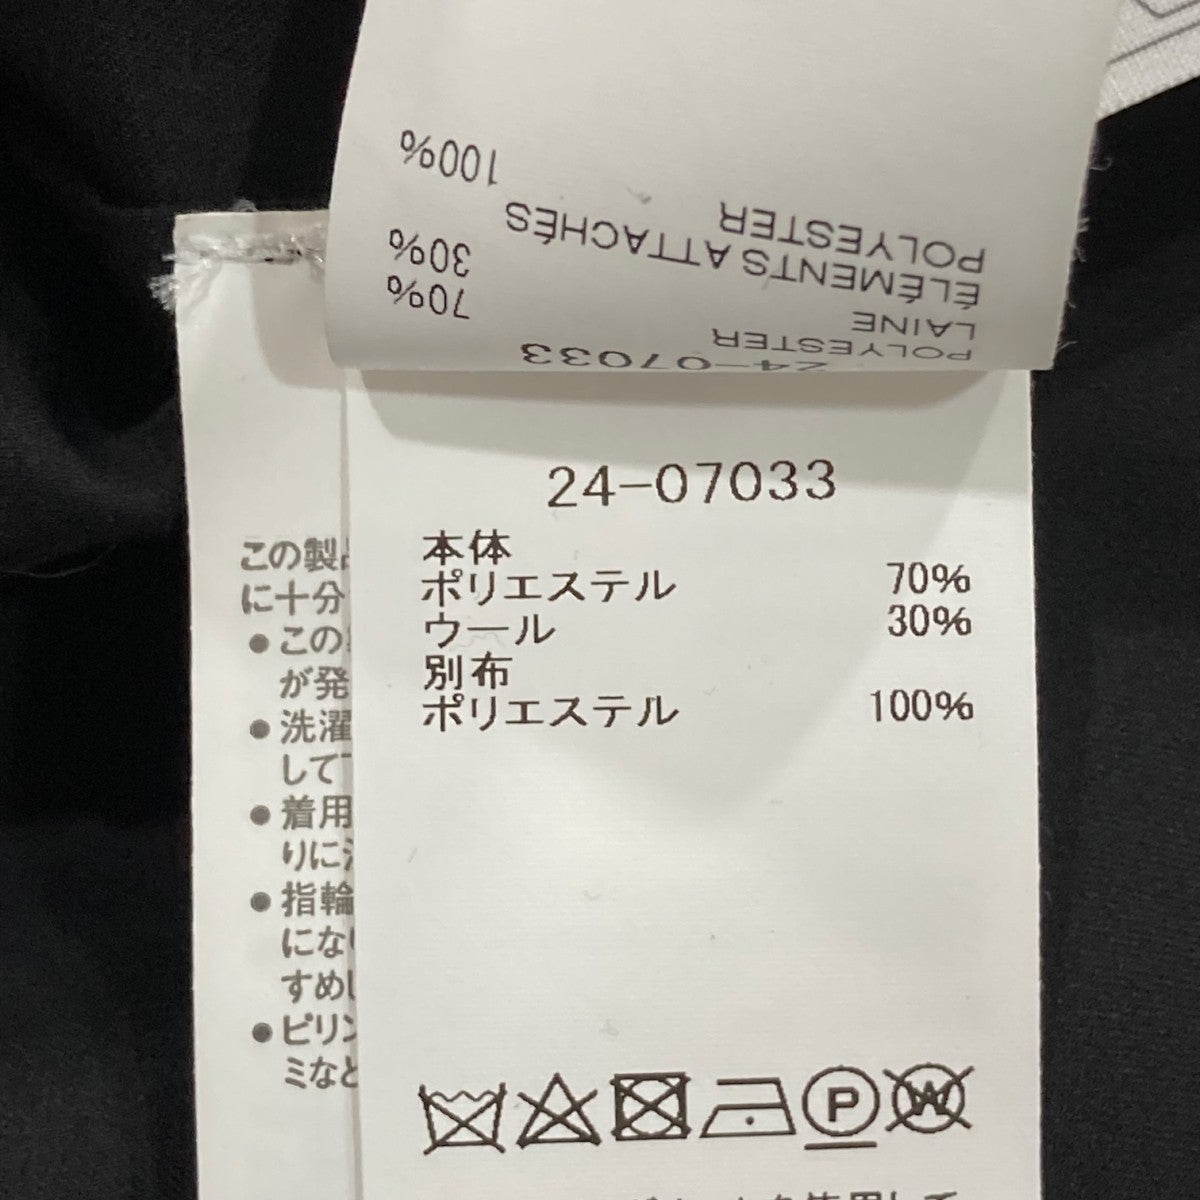 24-07033
POLYESTER 70%
LAINE 30%
ÉLÉMENTS ATTACHÉS
POLYESTER 100%
24-07033
本体
ポリエステル 70%
ウール 30%
別布
ポリエステル 100%
P
W
この製
に十分
●この
が発
●洗濯
して
●着用
りに
●指輪
にな
すめ
●ピリン
ミなど